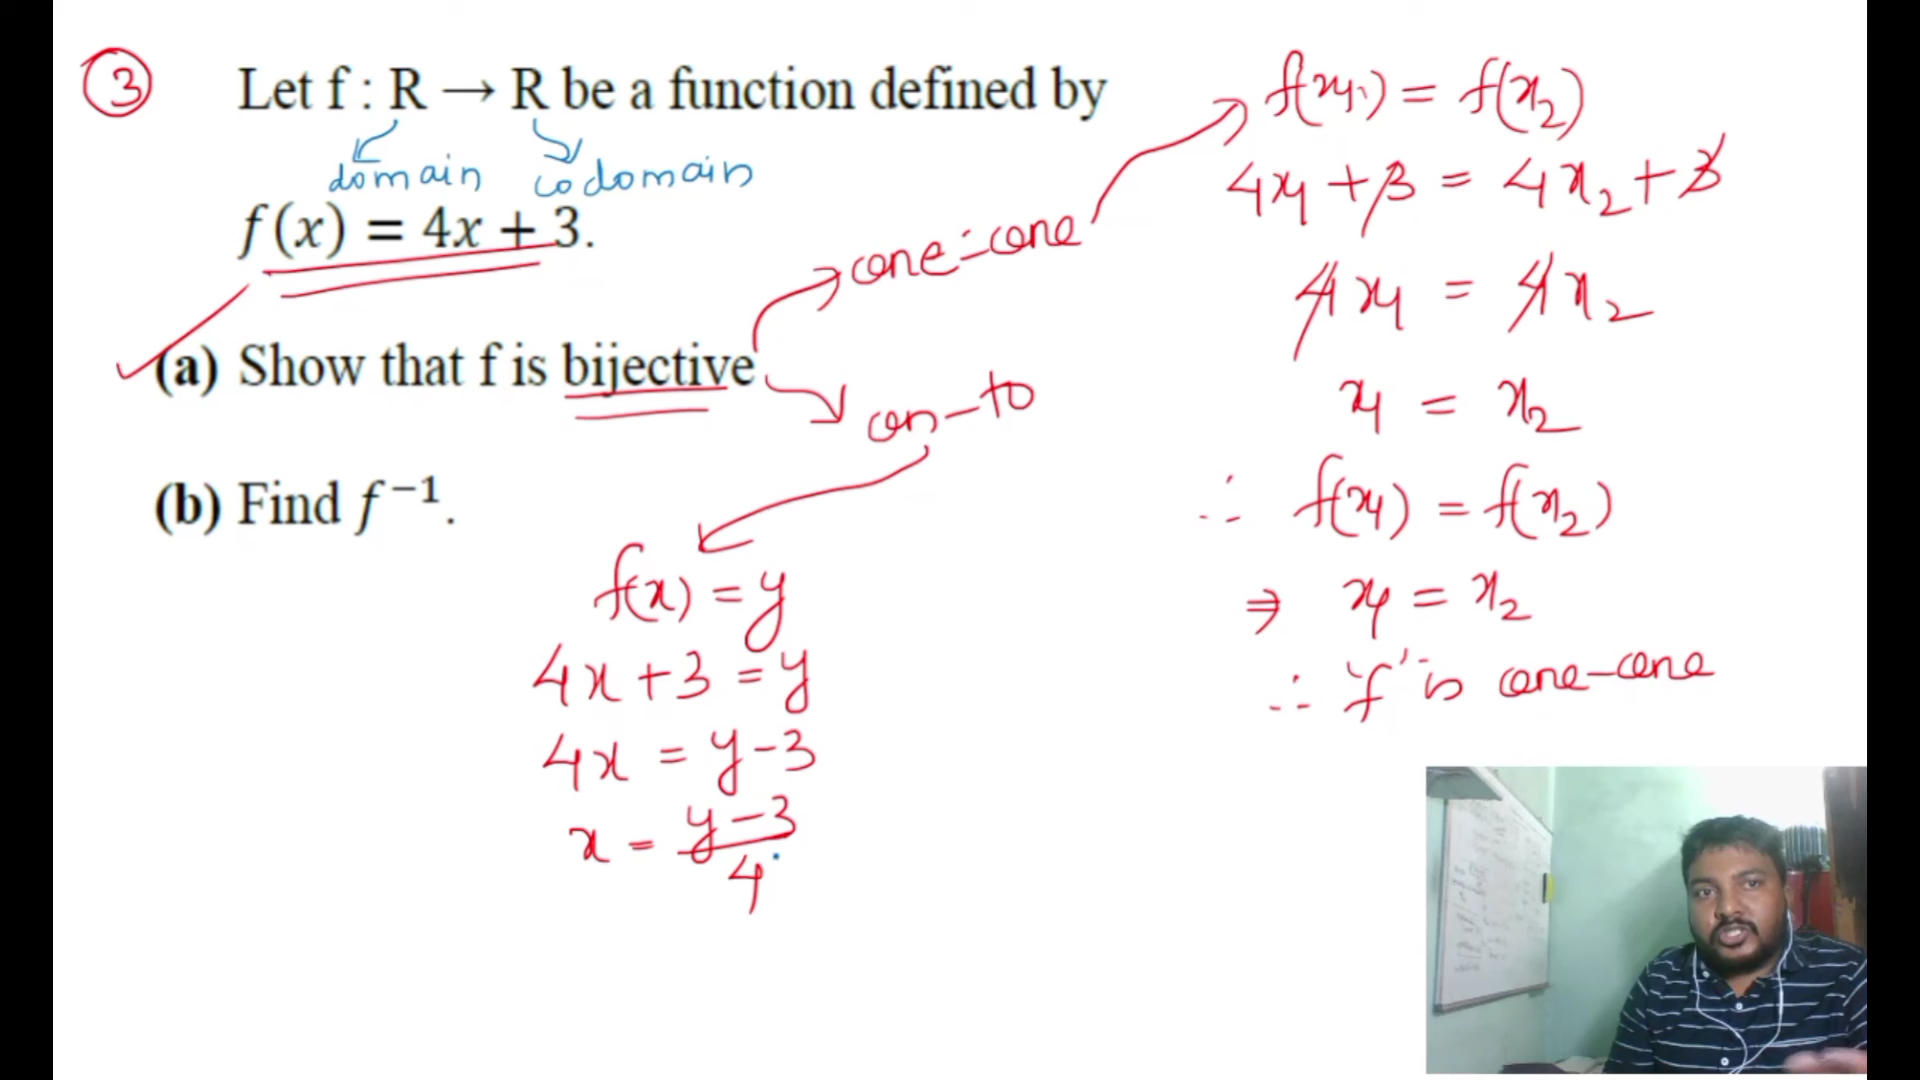 3
Let f : R → R be a function defined by
domain codomain
f(x) = 4x + 3.
(a) Show that f is bijective
one-one
on-to
(b) Find f⁻¹.
f(x) = y
4x + 3 = y
4x = y - 3
x = y - 3 / 4
f(x₁) = f(x₂)
4x₁ + 3 = 4x₂ + 3
4x₁ = 4x₂
x₁ = x₂
∴ f(x₁) = f(x₂)
⇒ x₁ = x₂
∴ 'f' is one-one